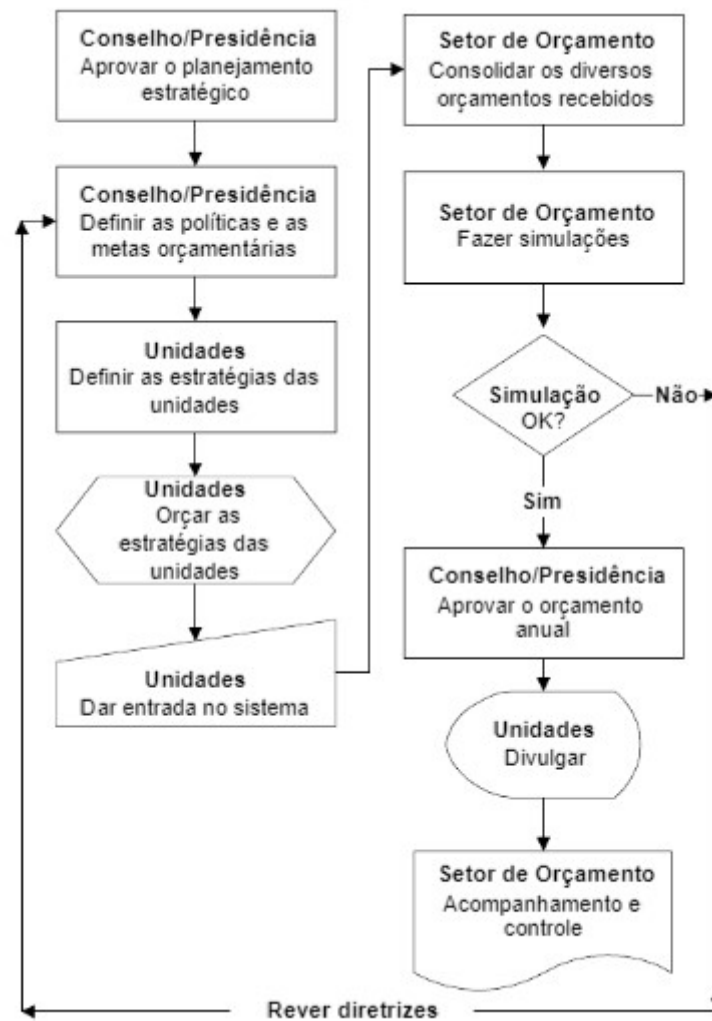 Conselho/Presidência
Aprovar o planejamento
estratégico
Conselho/Presidência
Definir as políticas e as
metas orçamentárias
Unidades
Definir as estratégias das
unidades
Unidades
Orçar as
estratégias das
unidades
Unidades
Dar entrada no sistema
Setor de Orçamento
Consolidar os diversos
orçamentos recebidos
Setor de Orçamento
Fazer simulações
Simulação
OK?
Não
Sim
Conselho/Presidência
Aprovar o orçamento
anual
Unidades
Divulgar
Setor de Orçamento
Acompanhamento e
controle
Rever diretrizes